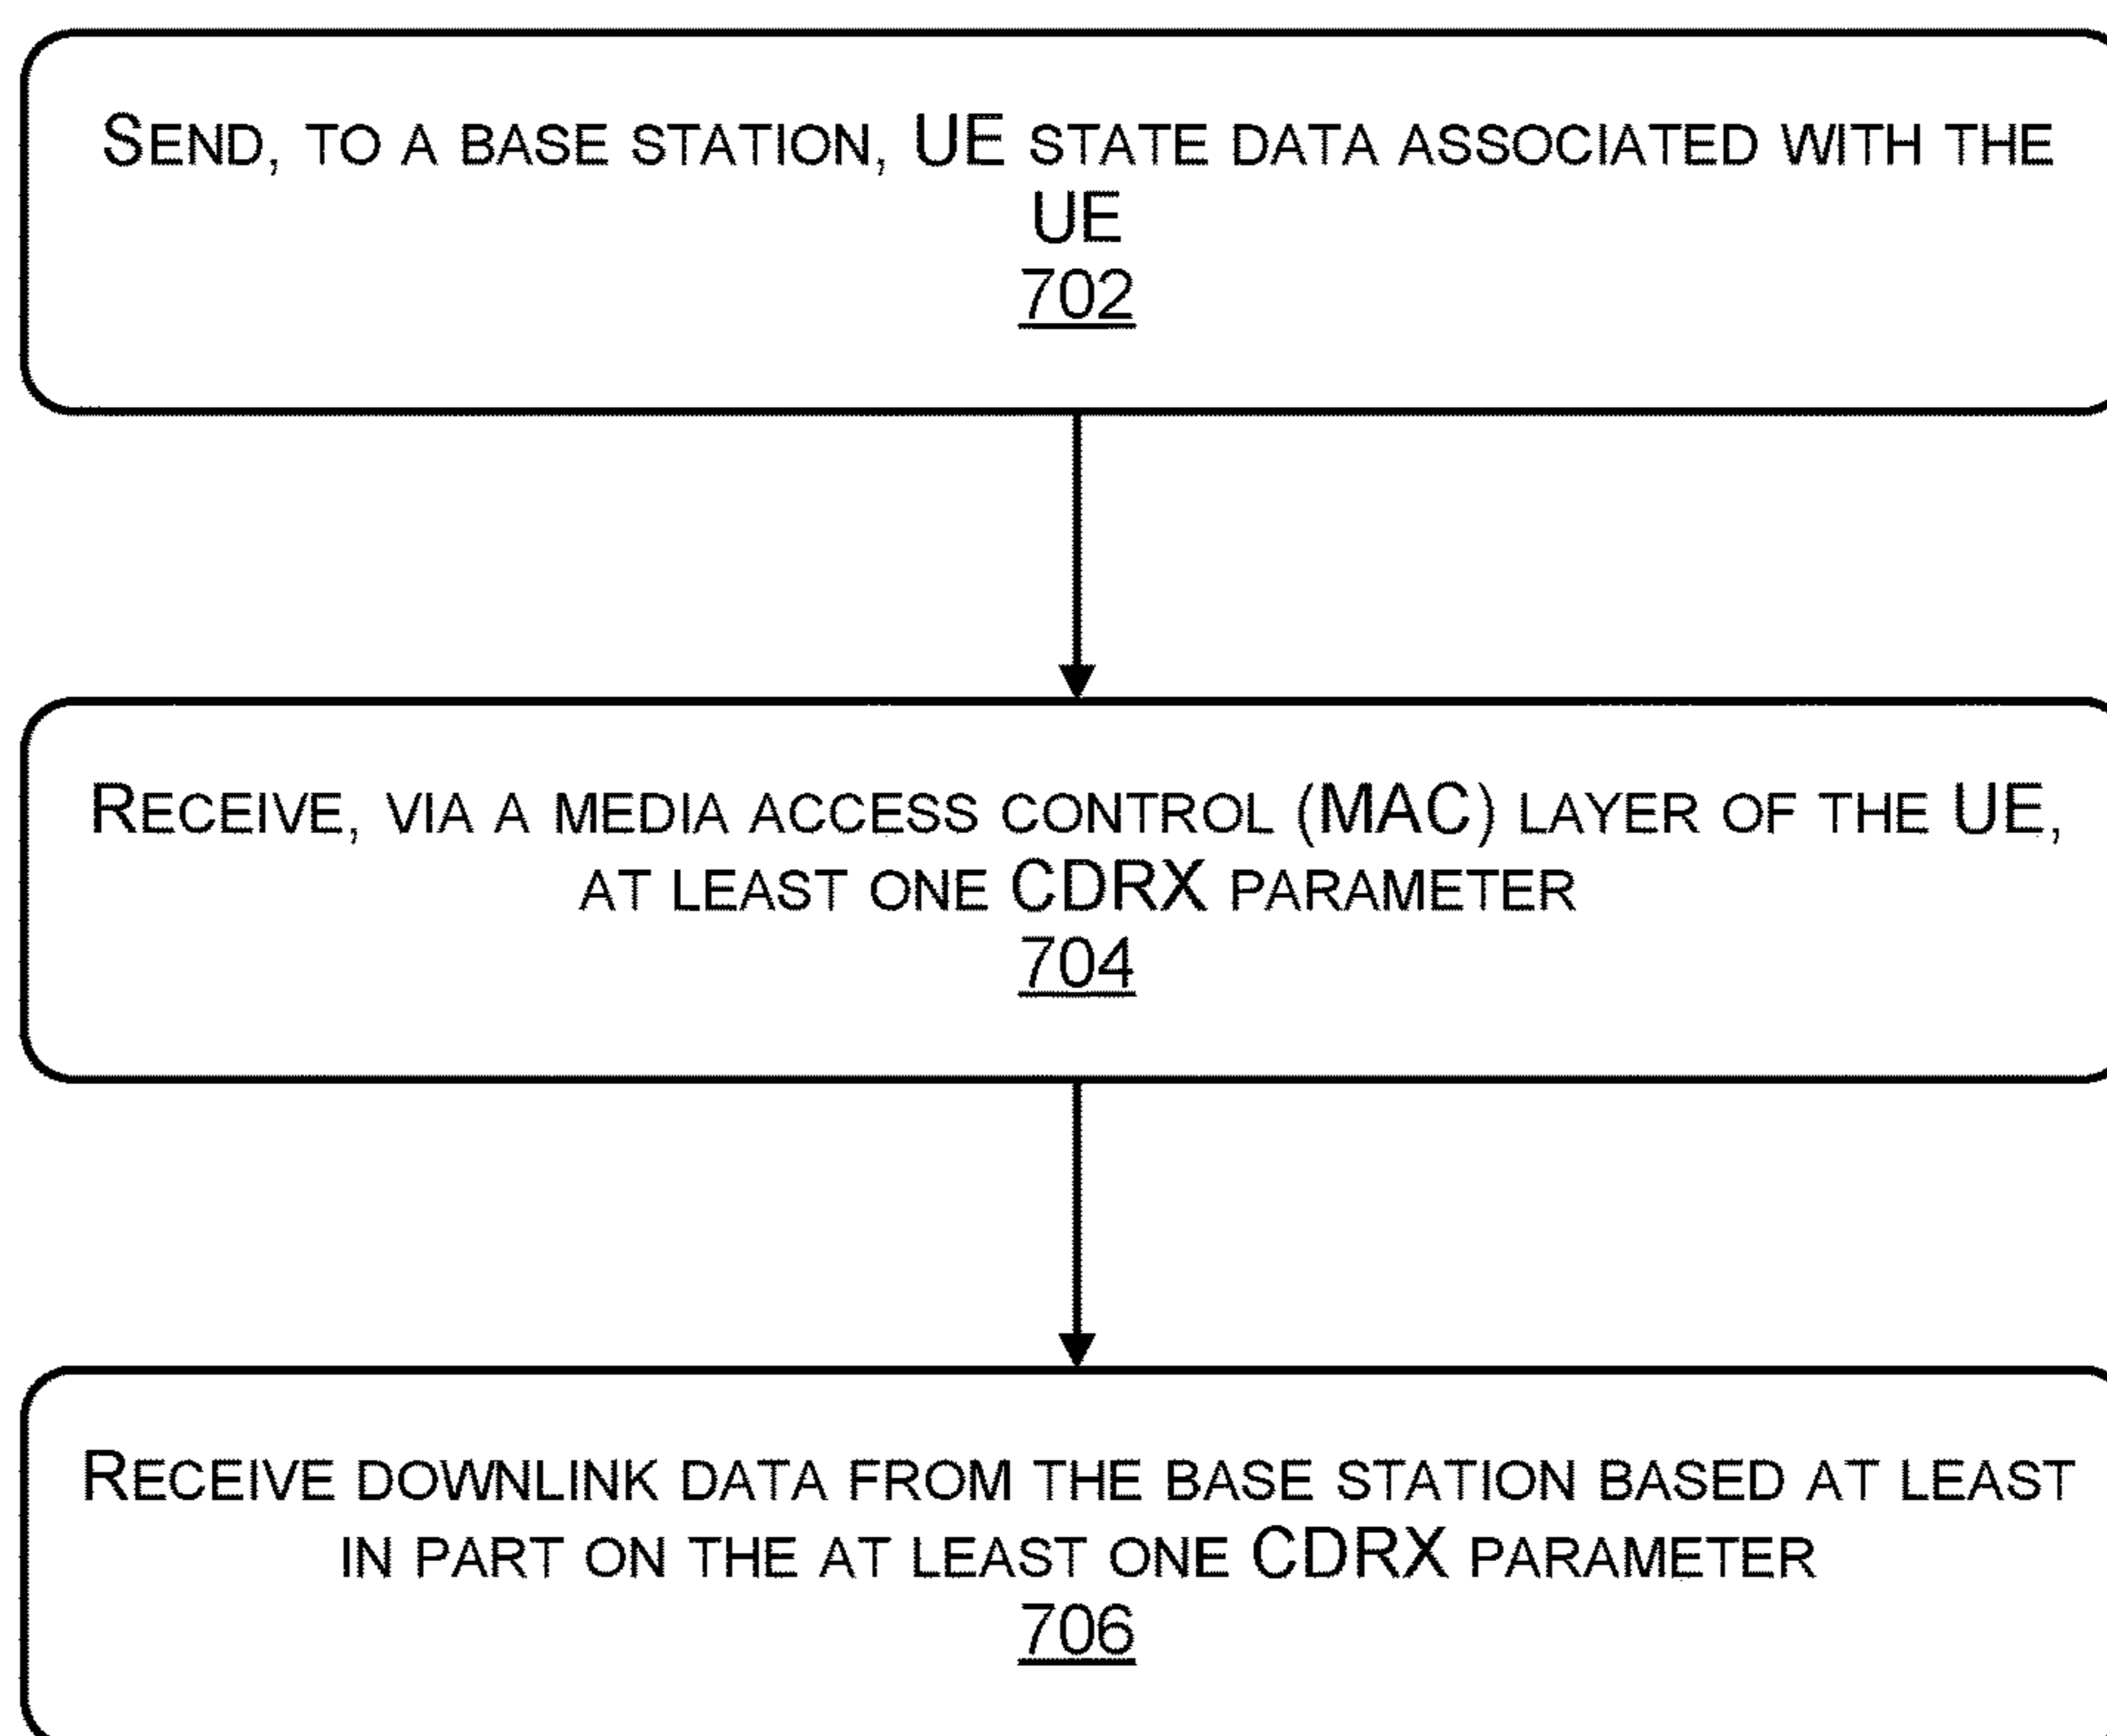 SEND, TO A BASE STATION, UE STATE DATA ASSOCIATED WITH THE
UE
702
RECEIVE, VIA A MEDIA ACCESS CONTROL (MAC) LAYER OF THE UE,
AT LEAST ONE CDRX PARAMETER
704
RECEIVE DOWNLINK DATA FROM THE BASE STATION BASED AT LEAST
IN PART ON THE AT LEAST ONE CDRX PARAMETER
706